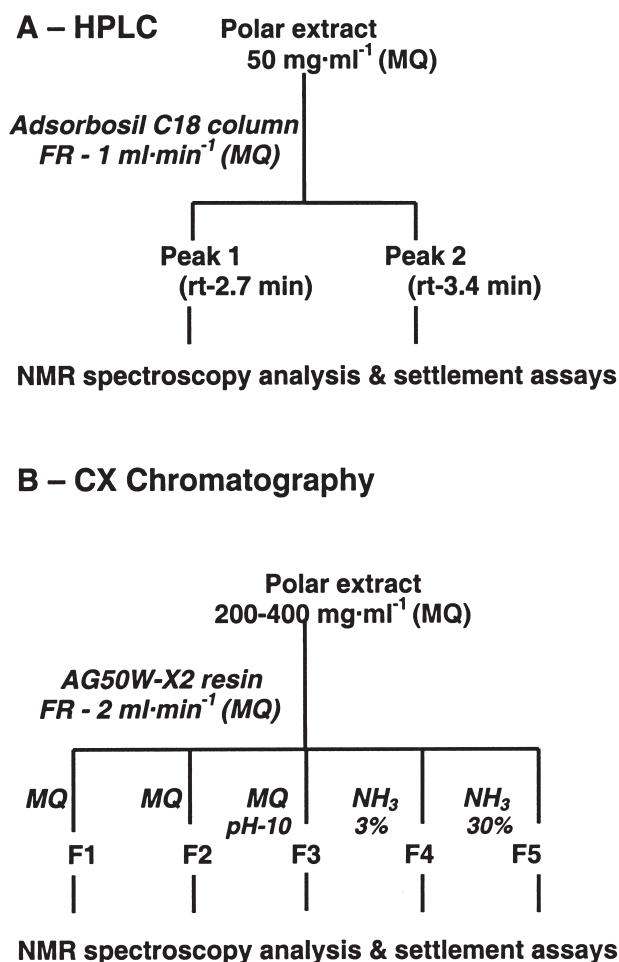 A – HPLC
Polar extract
50 mg·ml⁻¹ (MQ)
Adsorbosil C18 column
FR - 1 ml·min⁻¹ (MQ)
Peak 1
(rt-2.7 min)
Peak 2
(rt-3.4 min)
NMR spectroscopy analysis & settlement assays
B – CX Chromatography
Polar extract
200-400 mg·ml⁻¹ (MQ)
AG50W-X2 resin
FR - 2 ml·min⁻¹ (MQ)
MQ MQ MQ NH₃ NH₃
pH-10 3% 30%
F1 F2 F3 F4 F5
NMR spectroscopy analysis & settlement assays